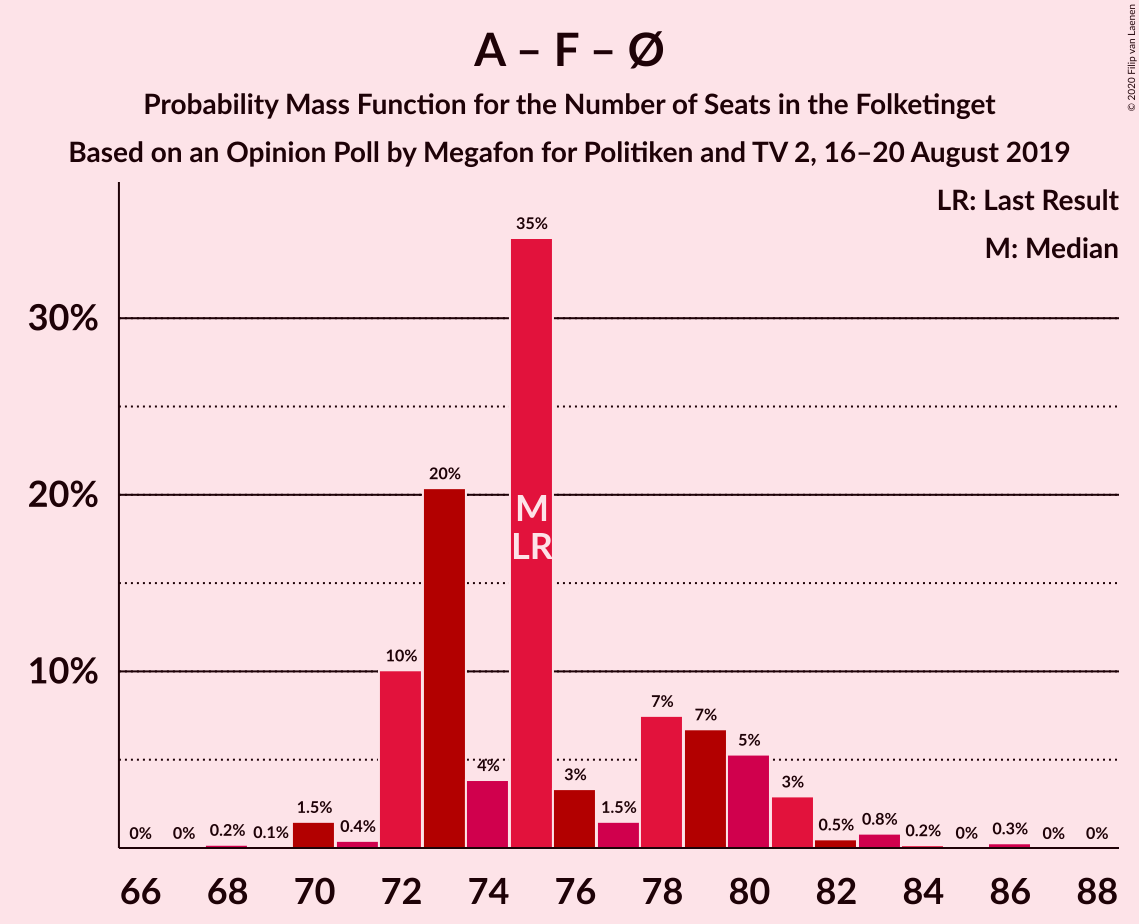 A – F – Ø
Probability Mass Function for the Number of Seats in the Folketinget
Based on an Opinion Poll by Megafon for Politiken and TV 2, 16–20 August 2019
© 2020 Filip van Laenen
LR: Last Result
M: Median
30%
20%
10%
0%
0%
0.2%
0.1%
1.5%
0.4%
10%
20%
4%
35%
3%
1.5%
7%
7%
5%
3%
0.5%
0.8%
0.2%
0%
0.3%
0%
0%
M
LR
66 68 70 72 74 76 78 80 82 84 86 88